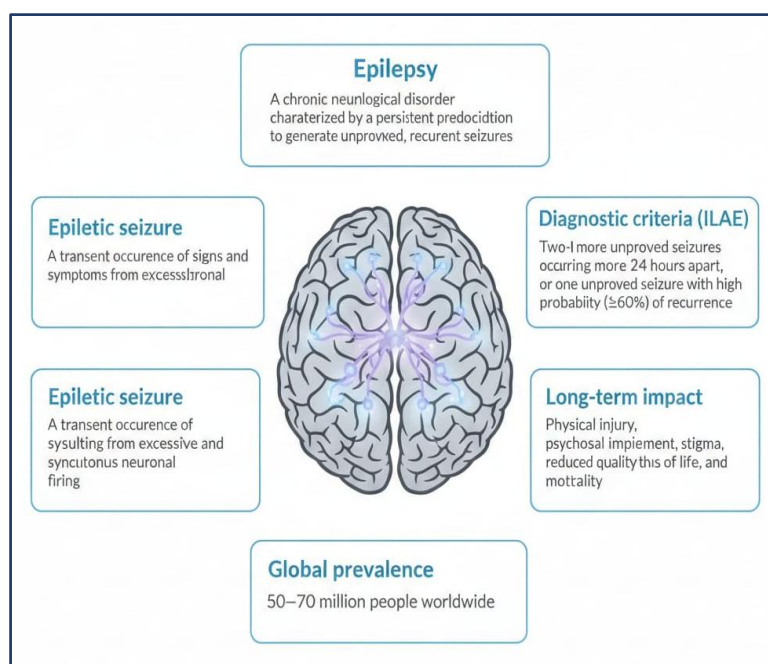 Epilepsy
A chronic neunlogical disorder
charaterized by a persistent predocidtion
to generate unprovked, recurent seizures
Epiletic seizure
A transent occurence of signs and
symptoms from excesslronal
Diagnostic criteria (ILAE)
Two-I more unproved seizures
occurring more 24 hours apart,
or one unproved seizure with high
probabiity (≥60%) of recurrence
Epiletic seizure
A transent occurence of
sysulting from excessive and
syncutonus neuronal
firing
Long-term impact
Physical injury,
psychosal impiement, stigma,
reduced quality this of life, and
mottality
Global prevalence
50–70 million people worldwide